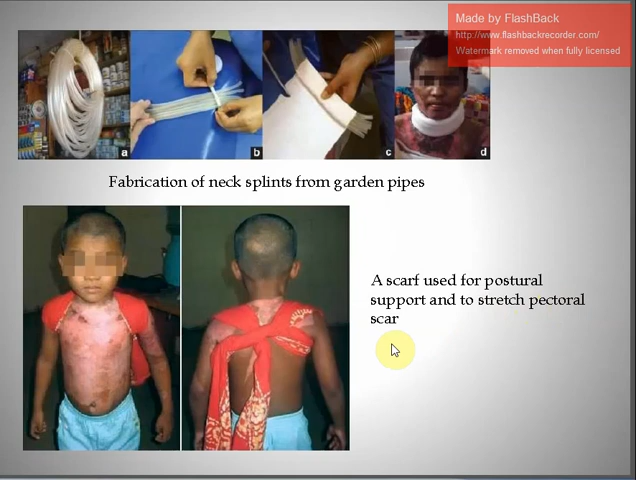 Made by FlashBack
http://www.flashbackrecorder.com/
Watermark removed when fully licensed
a
b
c
d
Fabrication of neck splints from garden pipes
A scarf used for postural
support and to stretch pectoral
scar